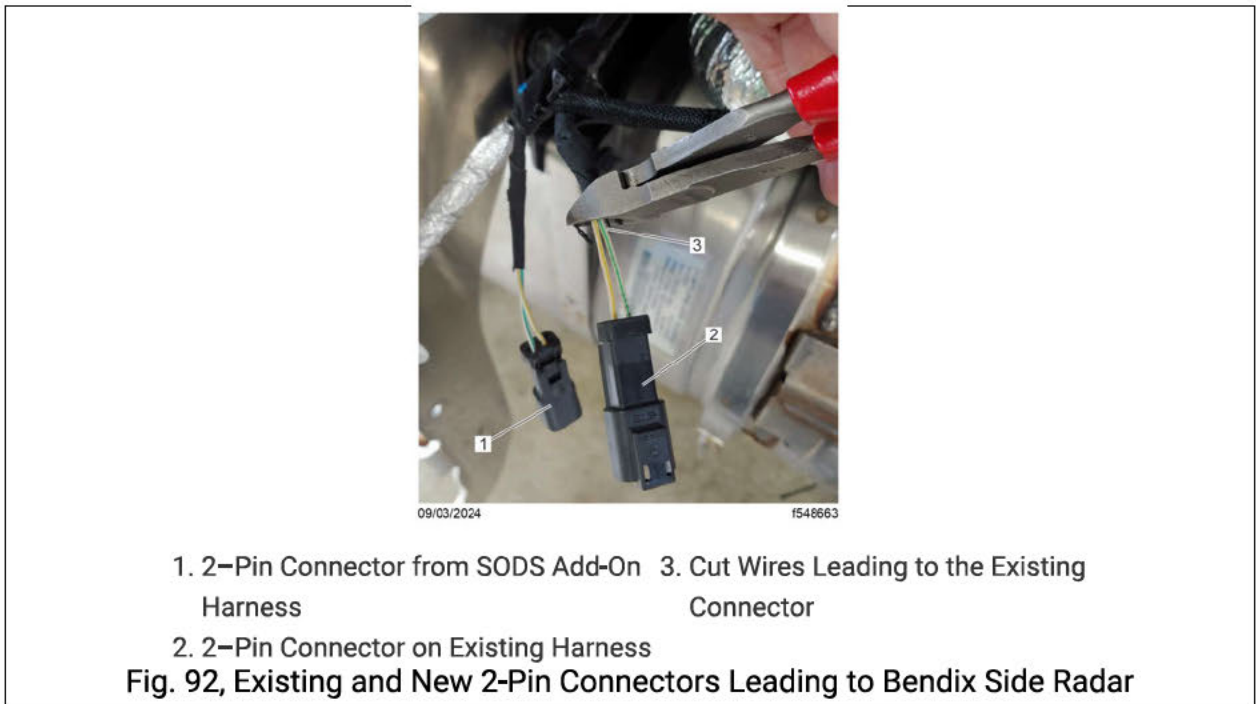 3
2
1
09/03/2024 f548663
1. 2–Pin Connector from SODS Add-On Harness
2. 2–Pin Connector on Existing Harness
3. Cut Wires Leading to the Existing Connector
Fig. 92, Existing and New 2-Pin Connectors Leading to Bendix Side Radar